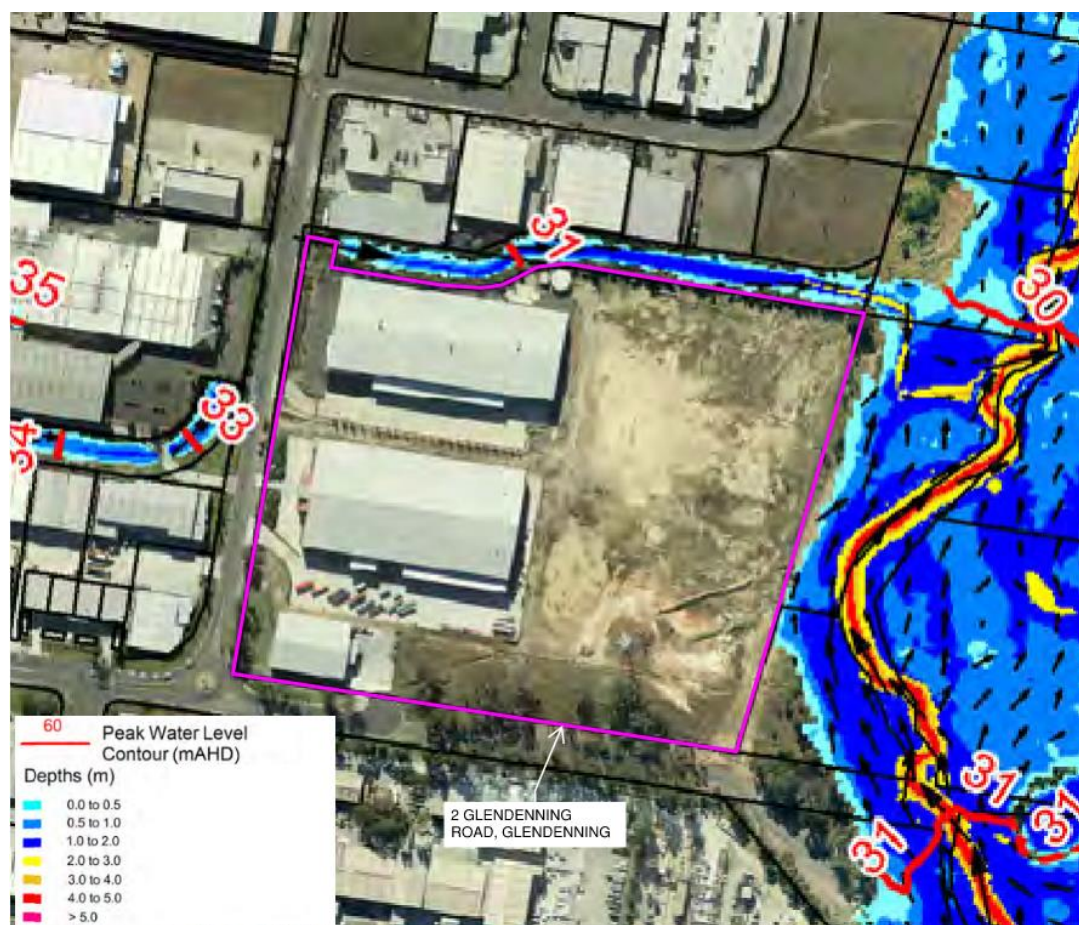 31
35
30
33
34
60
Peak Water Level
Contour (mAHD)
Depths (m)
0.0 to 0.5
0.5 to 1.0
1.0 to 2.0
2.0 to 3.0
3.0 to 4.0
4.0 to 5.0
> 5.0
2 GLENDENNING
ROAD, GLENDENNING
31
31
31